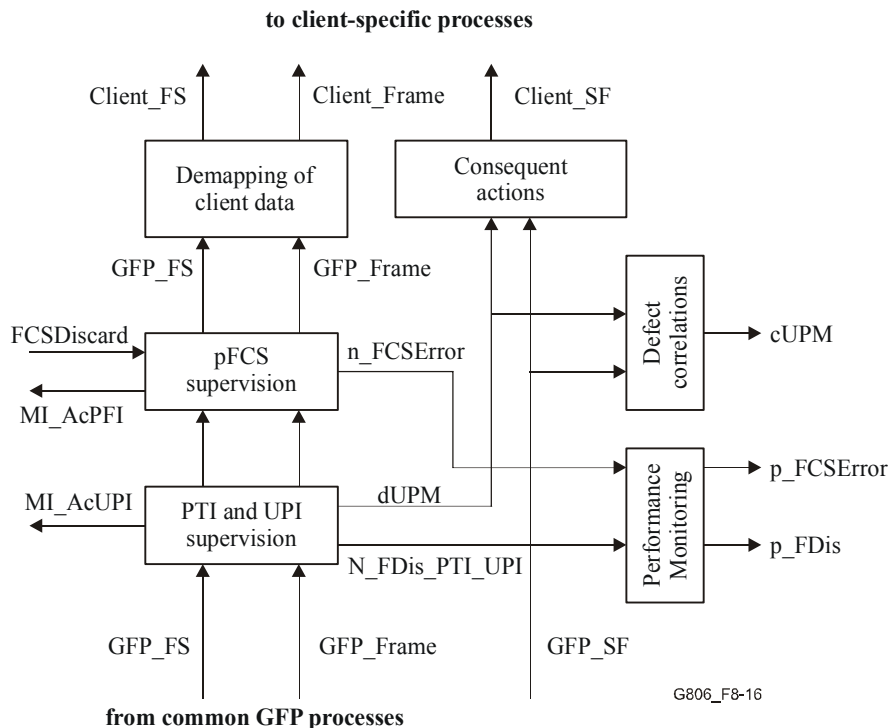 to client-specific processes
Client_FS
Client_Frame
Client_SF
Demapping of
client data
Consequent
actions
GFP_FS
GFP_Frame
Defect
correlations
cUPM
FCSDiscard
pFCS
supervision
n_FCSError
MI_AcPFI
MI_AcUPI
PTI and UPI
supervision
dUPM
N_FDis_PTI_UPI
Performance
Monitoring
p_FCSError
p_FDis
GFP_FS
GFP_Frame
GFP_SF
G806_F8-16
from common GFP processes